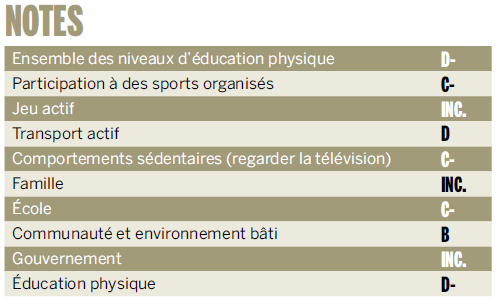 NOTES
Ensemble des niveaux d'éducation physique D-
Participation à des sports organisés C-
Jeu actif INC.
Transport actif D
Comportements sédentaires (regarder la télévision) C-
Famille INC.
École C-
Communauté et environnement bâti B
Gouvernement INC.
Éducation physique D-